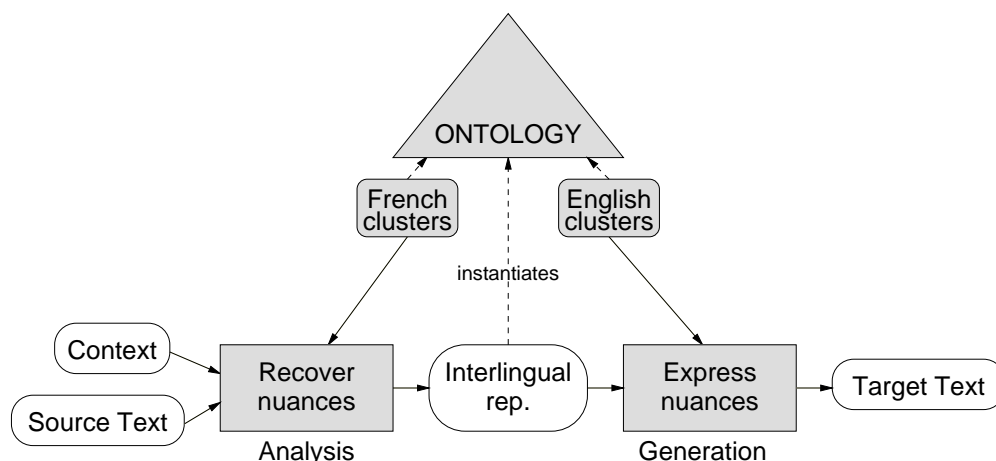 ONTOLOGY
French
clusters
English
clusters
instantiates
Context
Source Text
Recover
nuances
Analysis
Interlingual
rep.
Express
nuances
Generation
Target Text